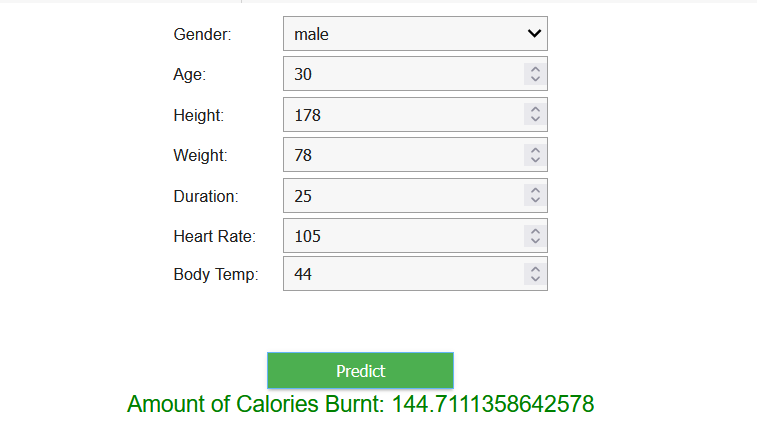 Gender: male
Age: 30
Height: 178
Weight: 78
Duration: 25
Heart Rate: 105
Body Temp: 44
Predict
Amount of Calories Burnt: 144.7111358642578